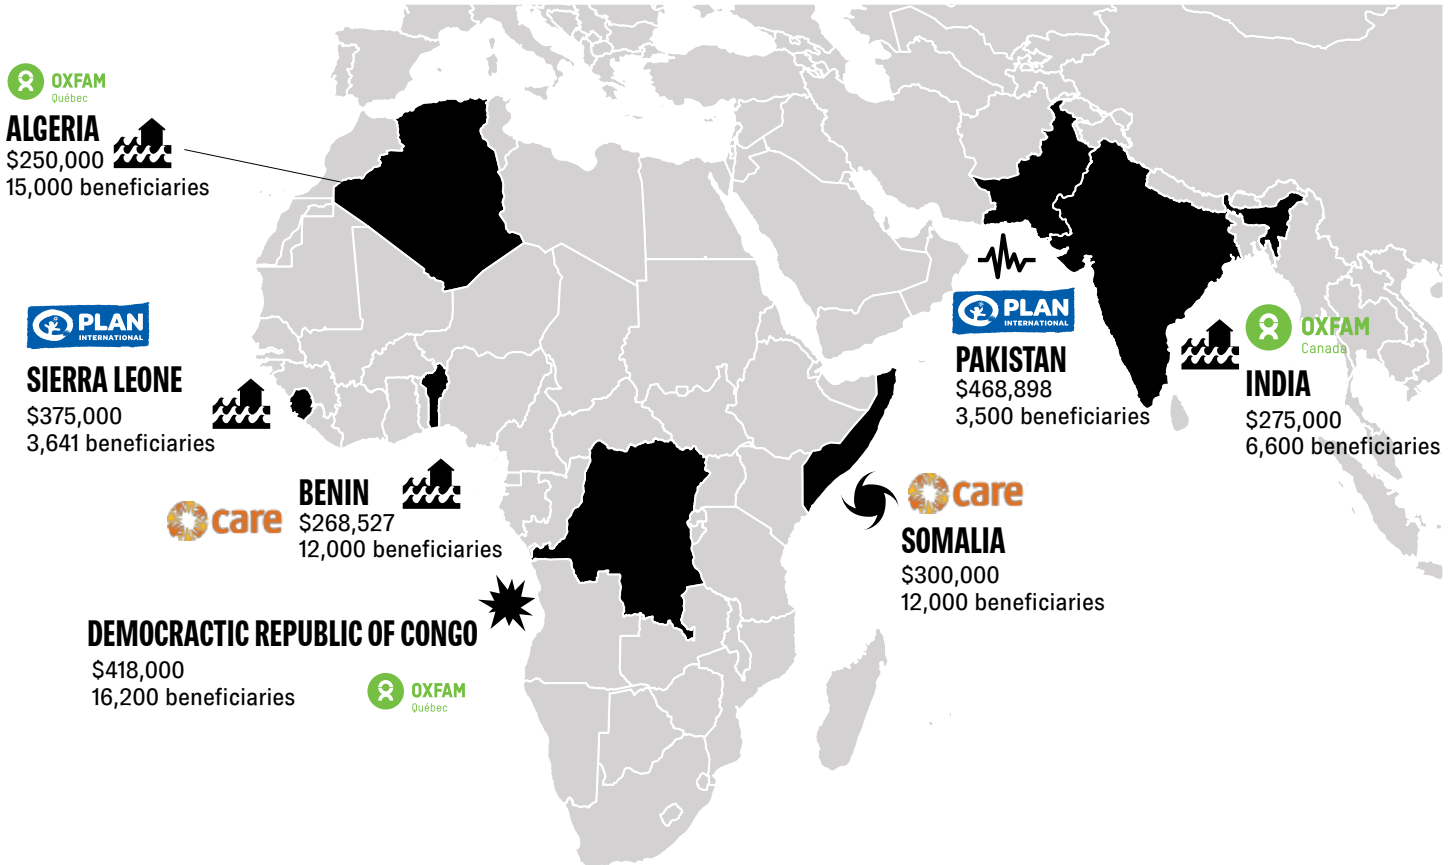 OXFAM
Québec
ALGERIA
$250,000
15,000 beneficiaries
PLAN
INTERNATIONAL
SIERRA LEONE
$375,000
3,641 beneficiaries
care
BENIN
$268,527
12,000 beneficiaries
DEMOCRACTIC REPUBLIC OF CONGO
$418,000
16,200 beneficiaries
OXFAM
Québec
PLAN
INTERNATIONAL
PAKISTAN
$468,898
3,500 beneficiaries
OXFAM
Canada
INDIA
$275,000
6,600 beneficiaries
care
SOMALIA
$300,000
12,000 beneficiaries